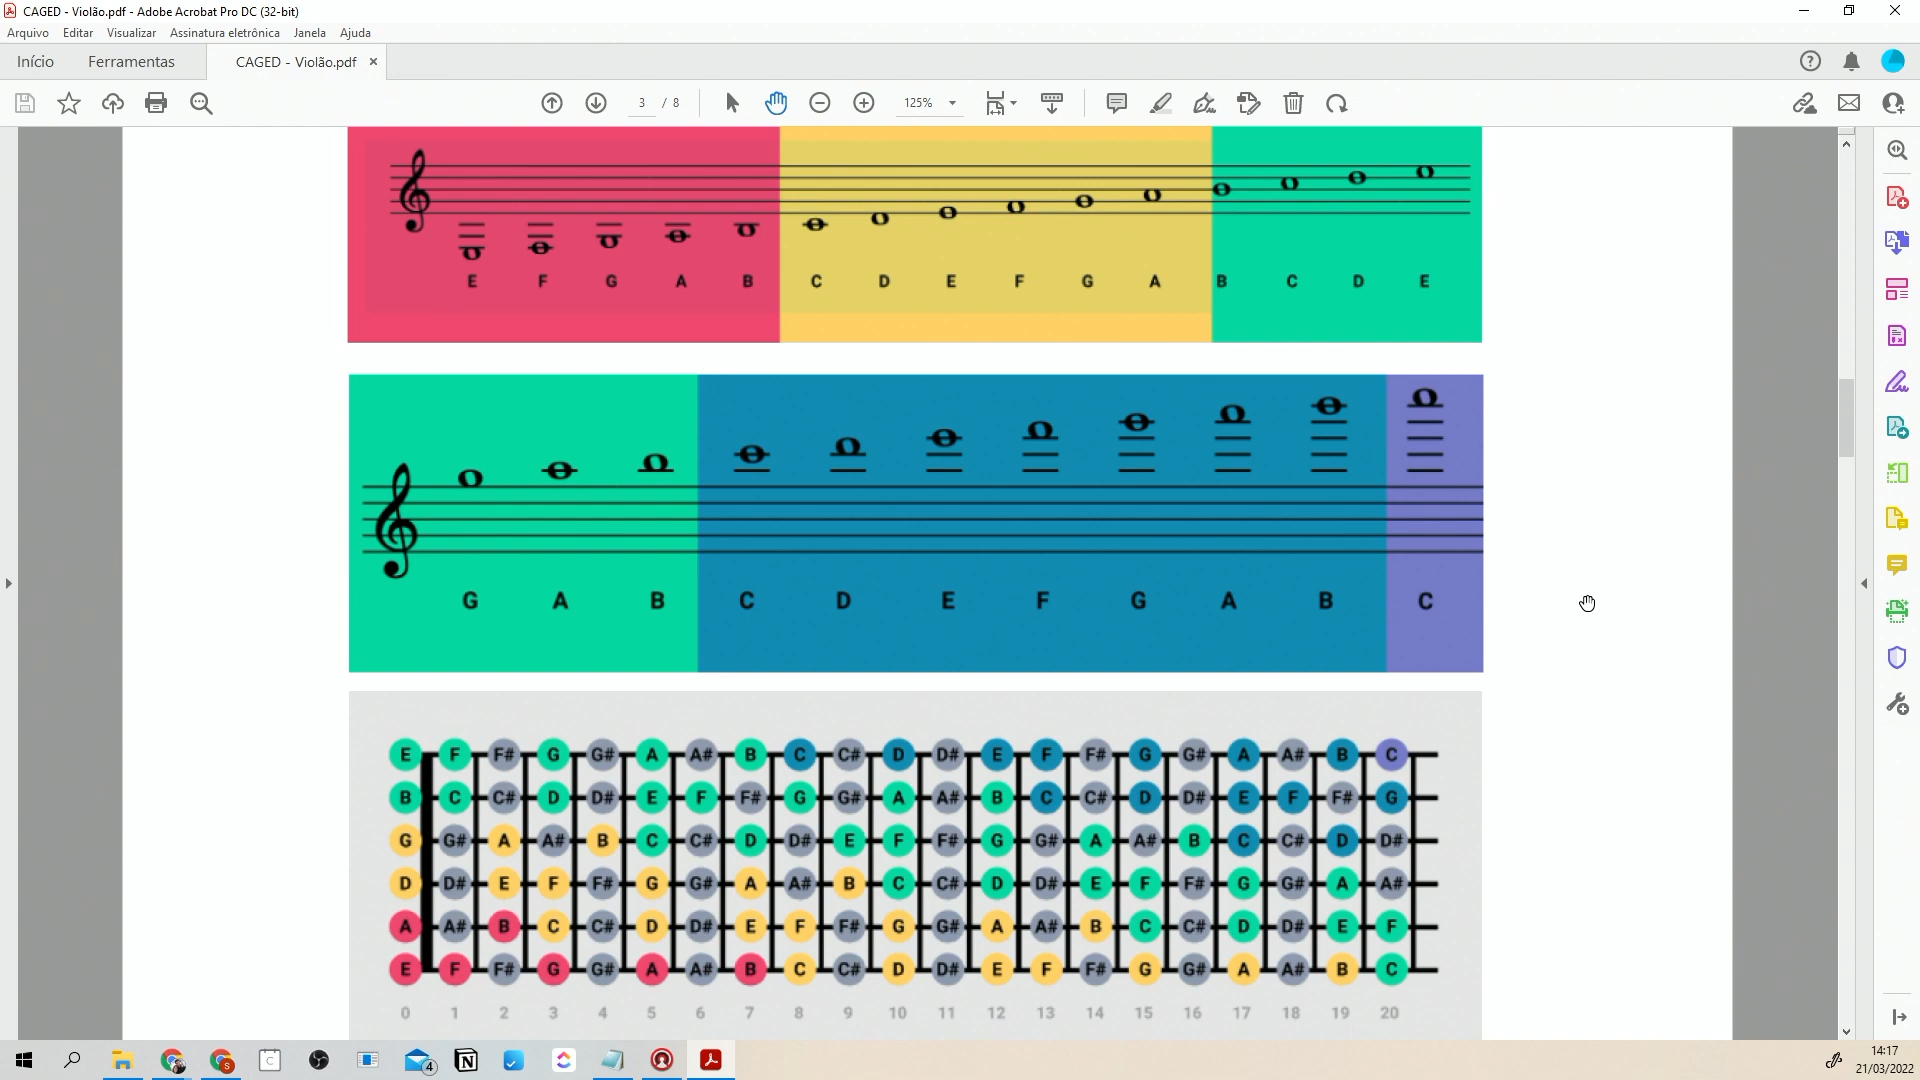 CAGED - Violão.pdf - Adobe Acrobat Pro DC (32-bit)
Arquivo Editar Visualizar Assinatura eletrônica Janela Ajuda
Início Ferramentas CAGED - Violão.pdf
3 / 8 125%
E F G A B C D E F G A B C D E
G A B C D E F G A B C
E F F# G G# A A# B C C# D D# E F F# G G# A A# B C
B C C# D D# E F F# G G# A A# B C C# D D# E F F# G
G G# A A# B C C# D D# E F F# G G# A A# B C C# D D#
D D# E F F# G G# A A# B C C# D D# E F F# G G# A A#
A A# B C C# D D# E F F# G G# A A# B C C# D D# E F
E F F# G G# A A# B C C# D D# E F F# G G# A A# B C
0 1 2 3 4 5 6 7 8 9 10 11 12 13 14 15 16 17 18 19 20
4
14:17
21/03/2022